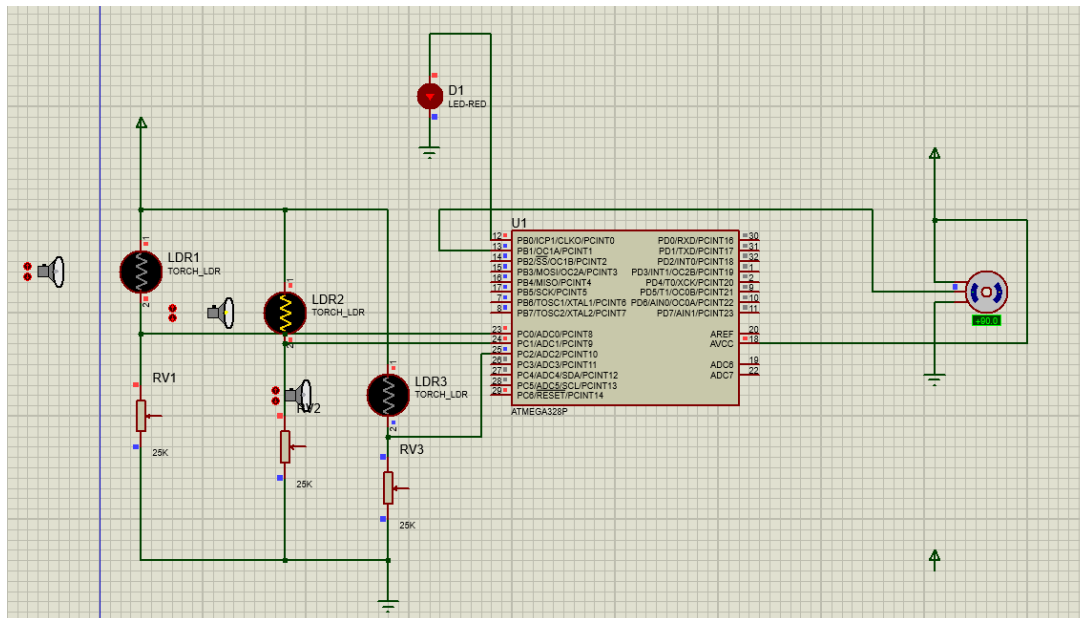 D1
LED-RED
LDR1
TORCH_LDR
LDR2
TORCH_LDR
LDR3
TORCH_LDR
RV1
25K
RV2
25K
RV3
25K
U1
12 PB0/ICP1/CLKO/PCINT0 PD0/RXD/PCINT16 30
13 PB1/OC1A/PCINT1 PD1/TXD/PCINT17 31
14 PB2/SS/OC1B/PCINT2 PD2/INT0/PCINT18 32
15 PB3/MOSI/OC2A/PCINT3 PD3/INT1/OC2B/PCINT19 1
16 PB4/MISO/PCINT4 PD4/T0/XCK/PCINT20 2
17 PB5/SCK/PCINT5 PD5/T1/OC0B/PCINT21 9
7 PB6/TOSC1/XTAL1/PCINT6 PD6/AIN0/OC0A/PCINT22 10
8 PB7/TOSC2/XTAL2/PCINT7 PD7/AIN1/PCINT23 11
23 PC0/ADC0/PCINT8 AREF 20
24 PC1/ADC1/PCINT9 AVCC 18
25 PC2/ADC2/PCINT10
26 PC3/ADC3/PCINT11 ADC6 19
27 PC4/ADC4/SDA/PCINT12 ADC7 22
28 PC5/ADC5/SCL/PCINT13
29 PC6/RESET/PCINT14
ATMEGA328P
+90.0
1
2
1
2
1
2